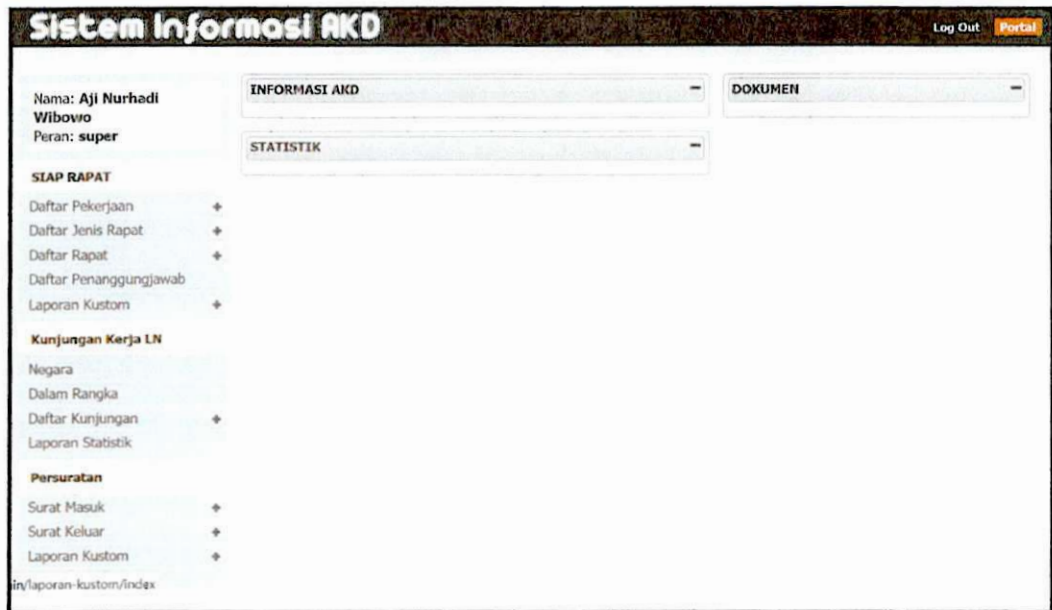 Sistem Informasi AKD
Log Out Portal
Nama: Aji Nurhadi
Wibowo
Peran: super
SIAP RAPAT
Daftar Pekerjaan +
Daftar Jenis Rapat +
Daftar Rapat +
Daftar Penanggungjawab
Laporan Kustom +
Kunjungan Kerja LN
Negara
Dalam Rangka
Daftar Kunjungan +
Laporan Statistik
Persuratan
Surat Masuk +
Surat Keluar +
Laporan Kustom +
in/laporan-kustom/index
INFORMASI AKD −
STATISTIK −
DOKUMEN −